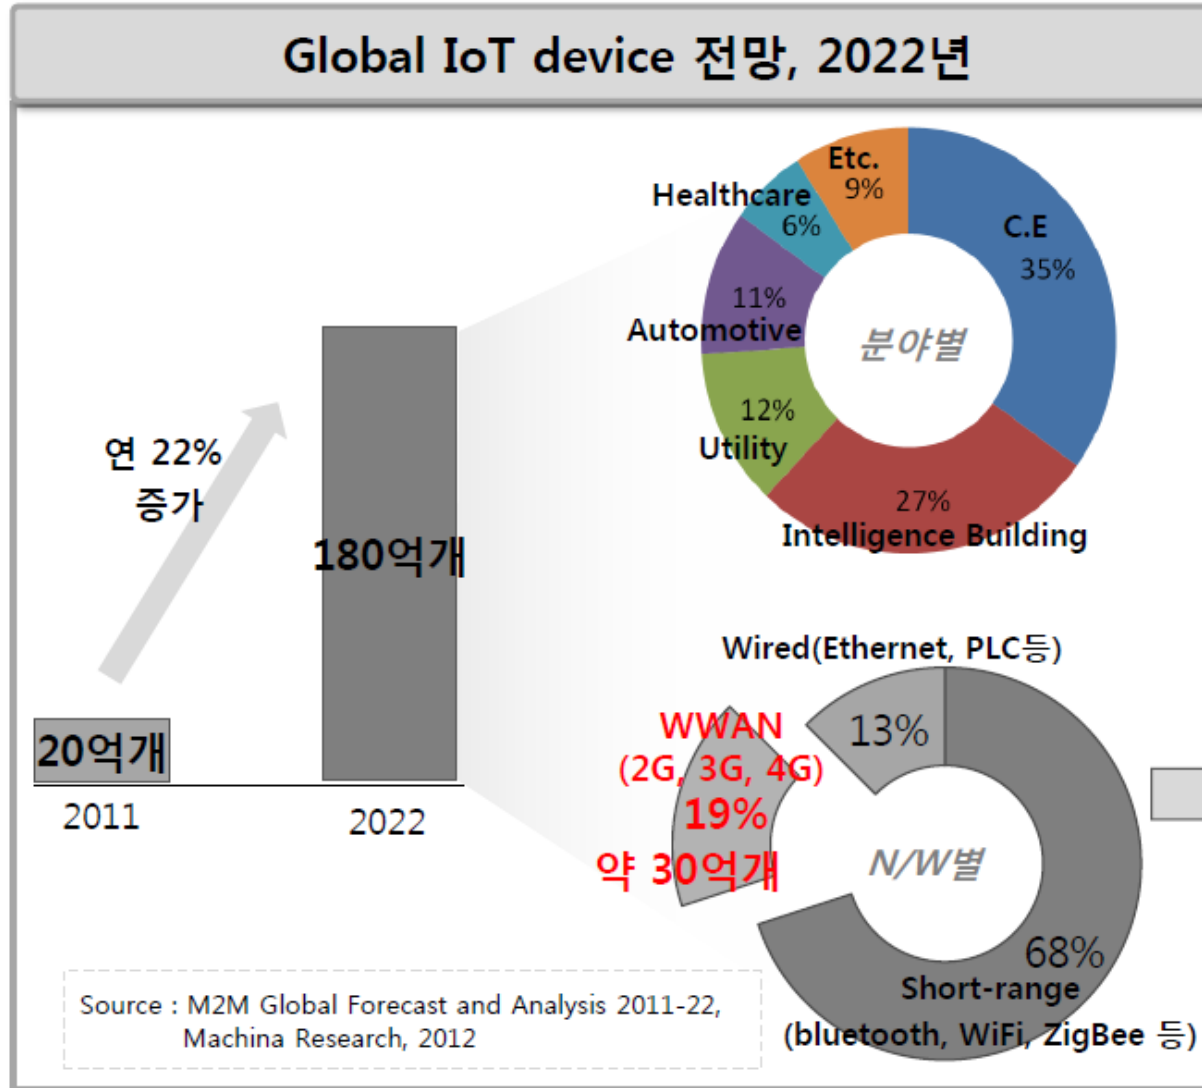 Global IoT device 전망, 2022년
Etc.
9%
Healthcare
6%
C.E
35%
11%
Automotive
분야별
12%
Utility
27%
Intelligence Building
연 22%
증가
180억개
20억개
2011
2022
Wired(Ethernet, PLC등)
13%
WWAN
(2G, 3G, 4G)
19%
약 30억개
N/W별
68%
Short-range
(bluetooth, WiFi, ZigBee 등)
Source : M2M Global Forecast and Analysis 2011-22,
Machina Research, 2012